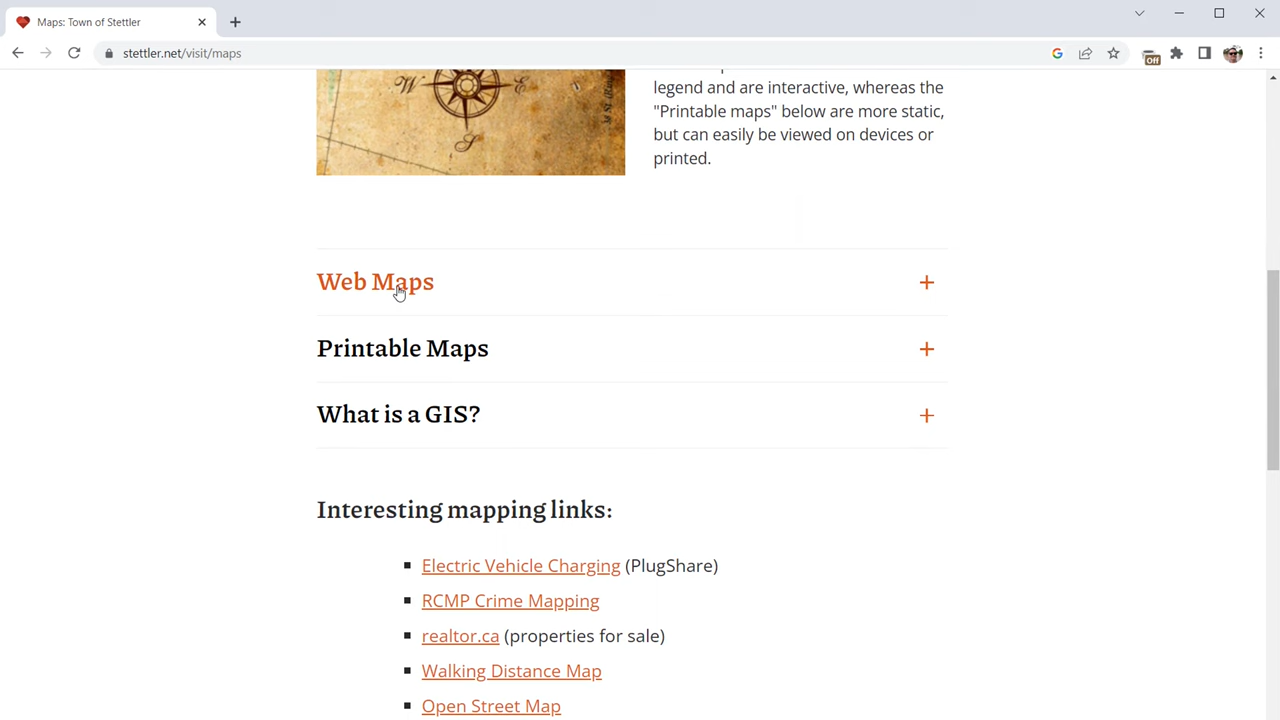 Maps: Town of Stettler
stettler.net/visit/maps
Off
W
E
S
legend and are interactive, whereas the
"Printable maps" below are more static,
but can easily be viewed on devices or
printed.
Web Maps
Printable Maps
What is a GIS?
Interesting mapping links:
Electric Vehicle Charging (PlugShare)
RCMP Crime Mapping
realtor.ca (properties for sale)
Walking Distance Map
Open Street Map